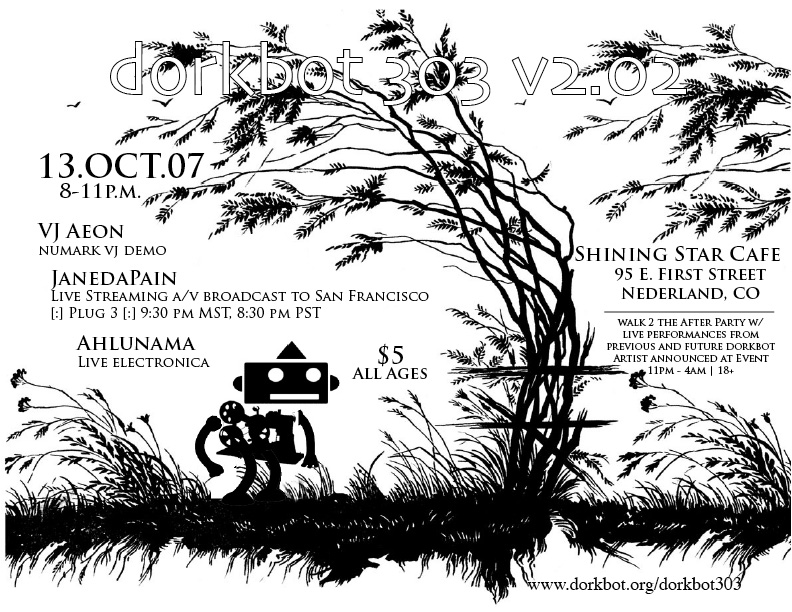 dorkbot 303 v2.02
13.OCT.07
8-11P.M.
VJ AEON
NUMARK VJ DEMO
JANEDAPAIN
LIVE STREAMING A/V BROADCAST TO SAN FRANCISCO
[:] PLUG 3 [:] 9:30 PM MST, 8:30 PM PST
AHLUNAMA
LIVE ELECTRONICA
$5
ALL AGES
SHINING STAR CAFE
95 E. FIRST STREET
NEDERLAND, CO
WALK 2 THE AFTER PARTY W/
LIVE PERFORMANCES FROM
PREVIOUS AND FUTURE DORKBOT
ARTIST ANNOUNCED AT EVENT
11PM - 4AM | 18+
www.dorkbot.org/dorkbot303